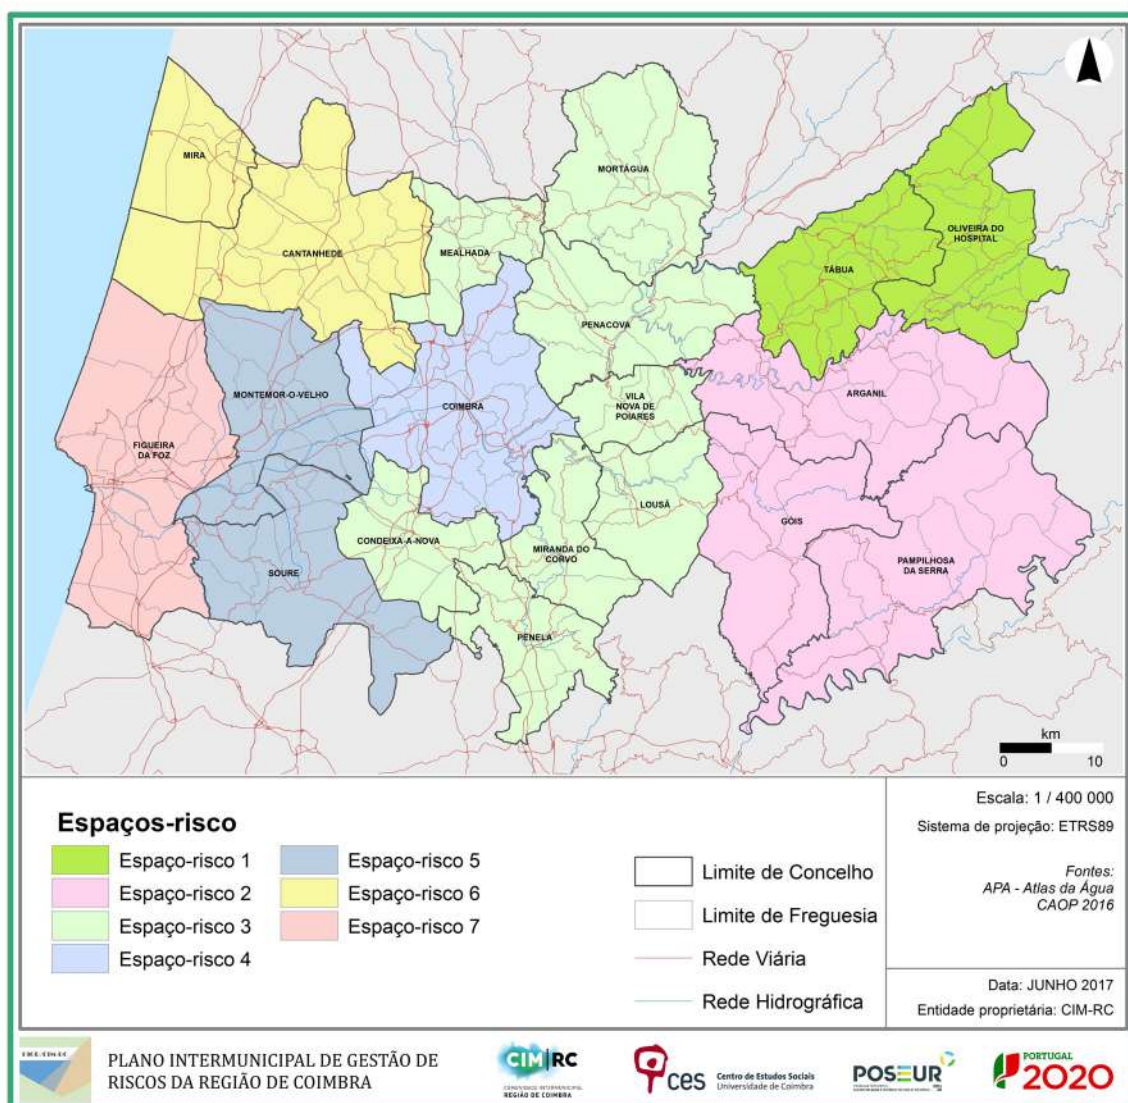 MIRA
MORTÁGUA
CANTANHEDE
MEALHADA
OLIVEIRA DO
HOSPITAL
TÁBUA
PENACOVA
MONTEMOR-O-VELHO
COIMBRA
VILA
NOVA DE
POIARES
ARGANIL
FIGUEIRA
DA FOZ
LOUSÃ
GÓIS
CONDEIXA-A-NOVA
MIRANDA DO
CORVO
SOURE
PAMPILHOSA
DA SERRA
PENELA
km
0 10
Espaços-risco
Espaço-risco 1
Espaço-risco 2
Espaço-risco 3
Espaço-risco 4
Espaço-risco 5
Espaço-risco 6
Espaço-risco 7
Limite de Concelho
Limite de Freguesia
Rede Viária
Rede Hidrográfica
Escala: 1 / 400 000
Sistema de projeção: ETRS89
Fontes:
APA - Atlas da Água
CAOP 2016
Data: JUNHO 2017
Entidade proprietária: CIM-RC
PLANO INTERMUNICIPAL DE GESTÃO DE
RISCOS DA REGIÃO DE COIMBRA
CIM|RC
COMUNIDADE INTERMUNICIPAL
REGIÃO DE COIMBRA
ces
Centro de Estudos Sociais
Universidade de Coimbra
POSEUR
PORTUGAL
2020